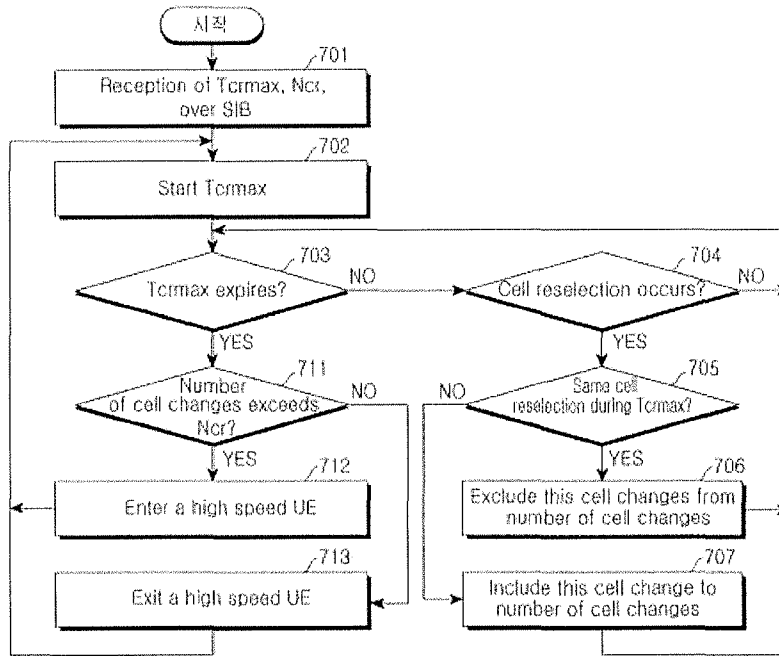 시작
701
Reception of Tcrmax, Ncr,
over SIB
702
Start Tcrmax
703
Tcrmax expires?
NO
YES
704
Cell reselection occurs?
NO
YES
711
Number
of cell changes exceeds
Ncr?
NO
YES
705
Same cell
reselection during Tcrmax?
NO
YES
712
Enter a high speed UE
706
Exclude this cell changes from
number of cell changes
713
Exit a high speed UE
707
Include this cell change to
number of cell changes